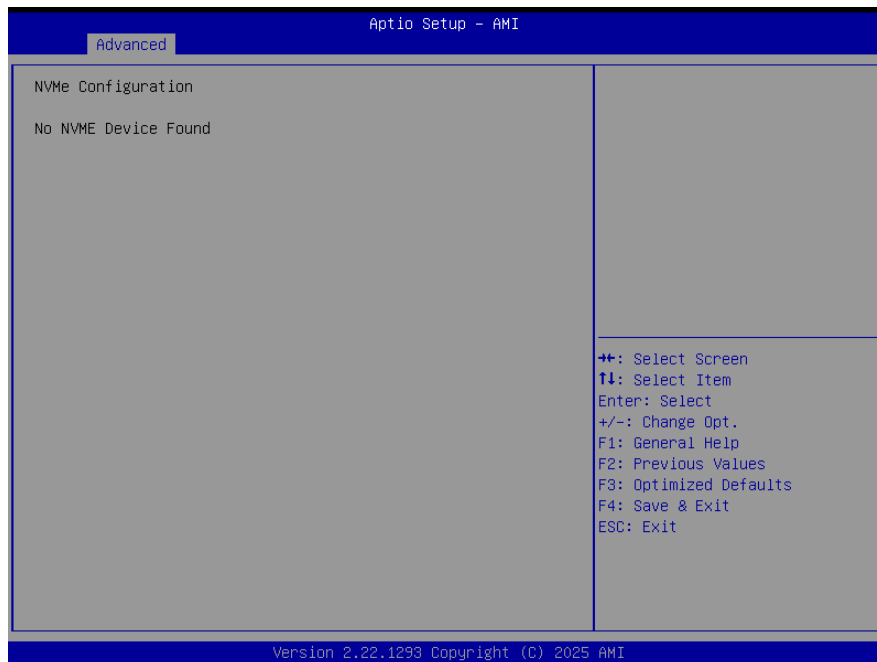 Aptio Setup – AMI
Advanced
NVMe Configuration
No NVME Device Found
→←: Select Screen
↑↓: Select Item
Enter: Select
+/-: Change Opt.
F1: General Help
F2: Previous Values
F3: Optimized Defaults
F4: Save & Exit
ESC: Exit
Version 2.22.1293 Copyright (C) 2025 AMI